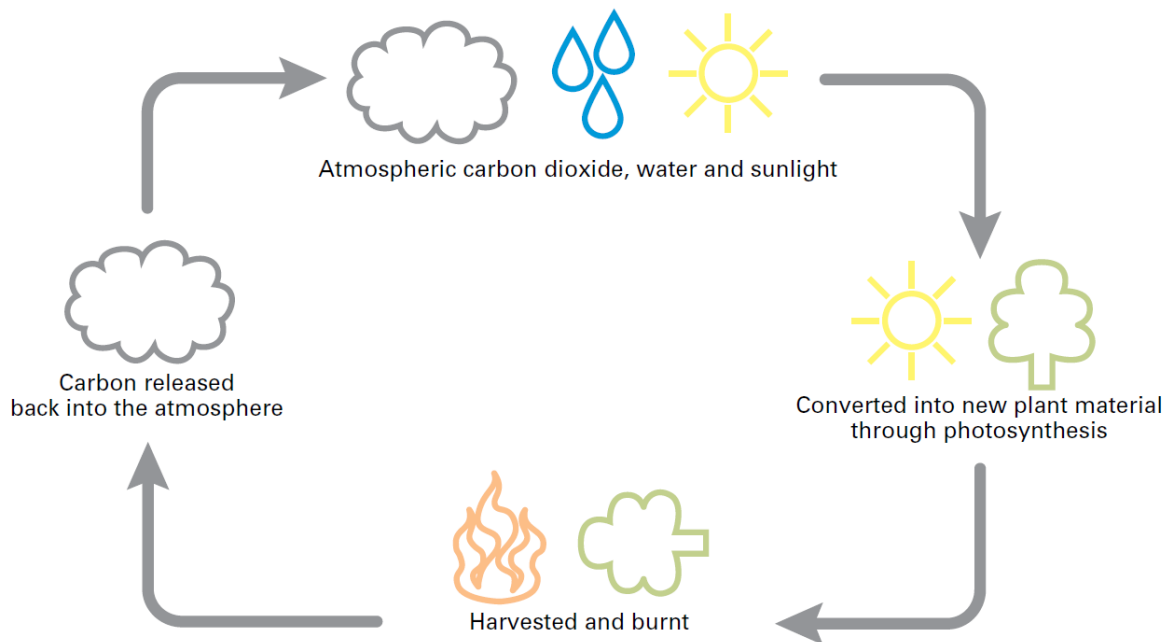 Atmospheric carbon dioxide, water and sunlight
Converted into new plant material
through photosynthesis
Harvested and burnt
Carbon released
back into the atmosphere